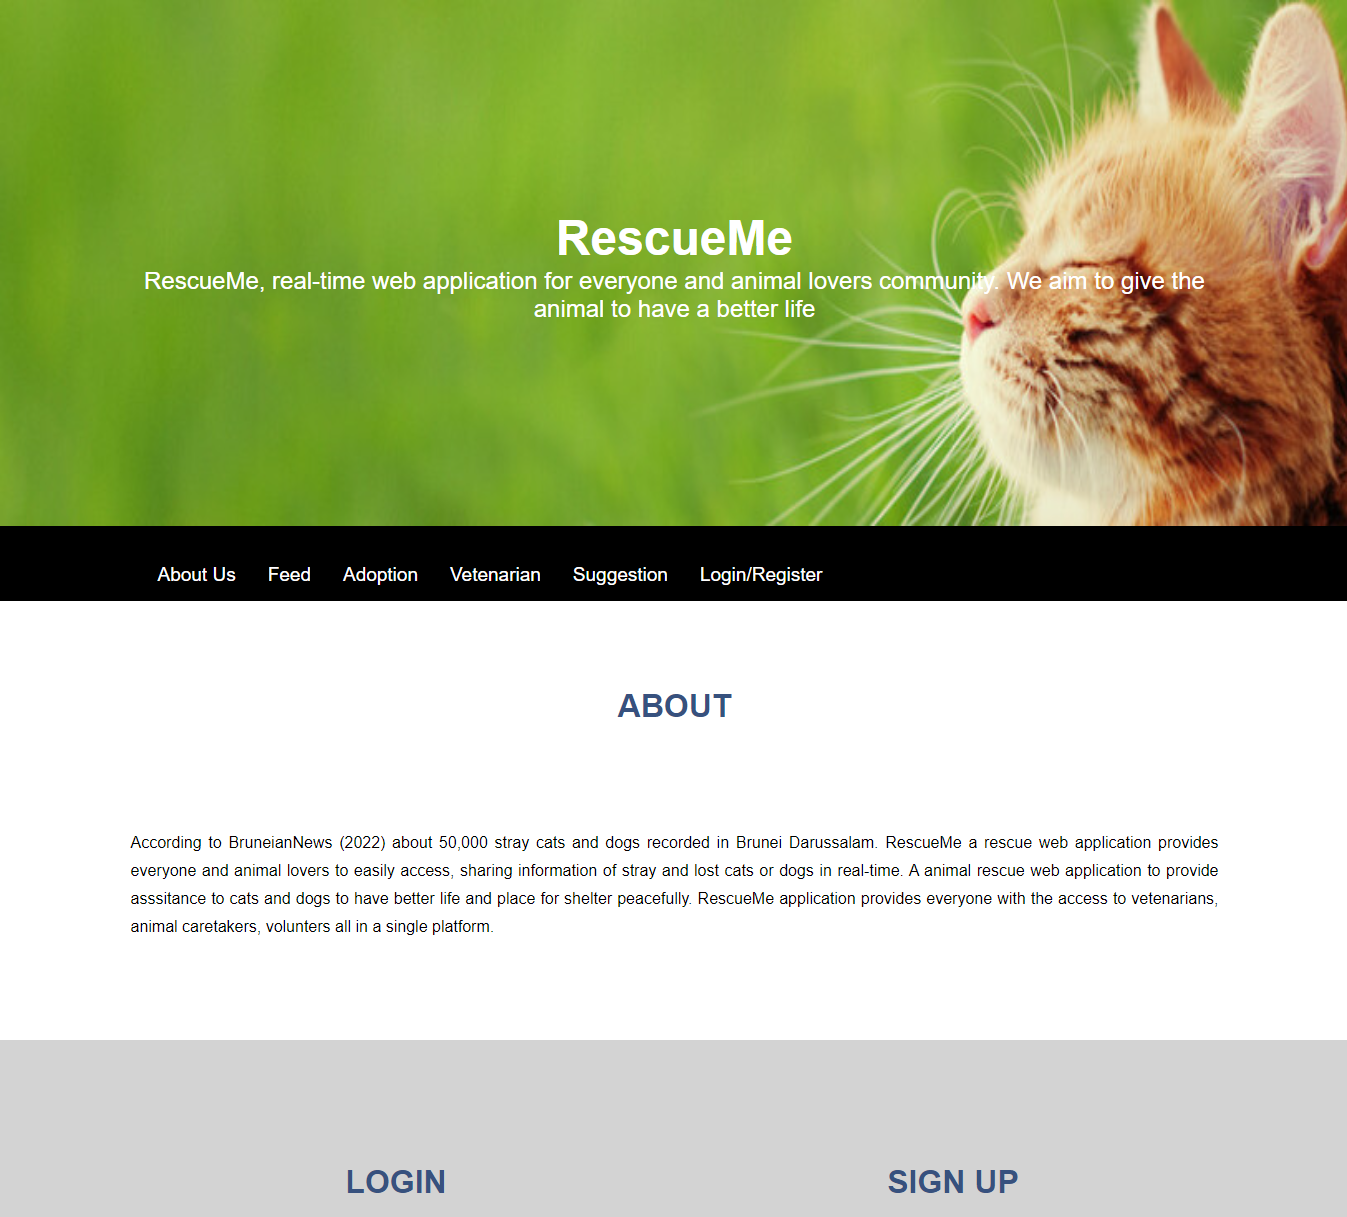 RescueMe
RescueMe, real-time web application for everyone and animal lovers community. We aim to give the
animal to have a better life
About Us
Feed
Adoption
Vetenarian
Suggestion
Login/Register
ABOUT
According to BruneianNews (2022) about 50,000 stray cats and dogs recorded in Brunei Darussalam. RescueMe a rescue web application provides
everyone and animal lovers to easily access, sharing information of stray and lost cats or dogs in real-time. A animal rescue web application to provide
asssitance to cats and dogs to have better life and place for shelter peacefully. RescueMe application provides everyone with the access to vetenarians,
animal caretakers, volunters all in a single platform.
LOGIN
SIGN UP